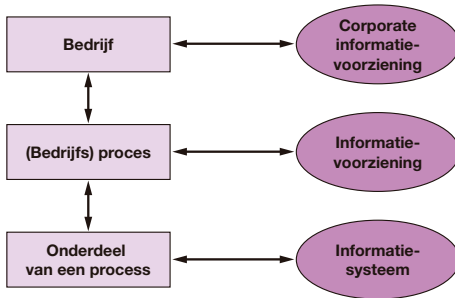 Bedrijf
Corporate
informatie-
voorziening
(Bedrijfs) proces
Informatie-
voorziening
Onderdeel
van een process
Informatie-
systeem